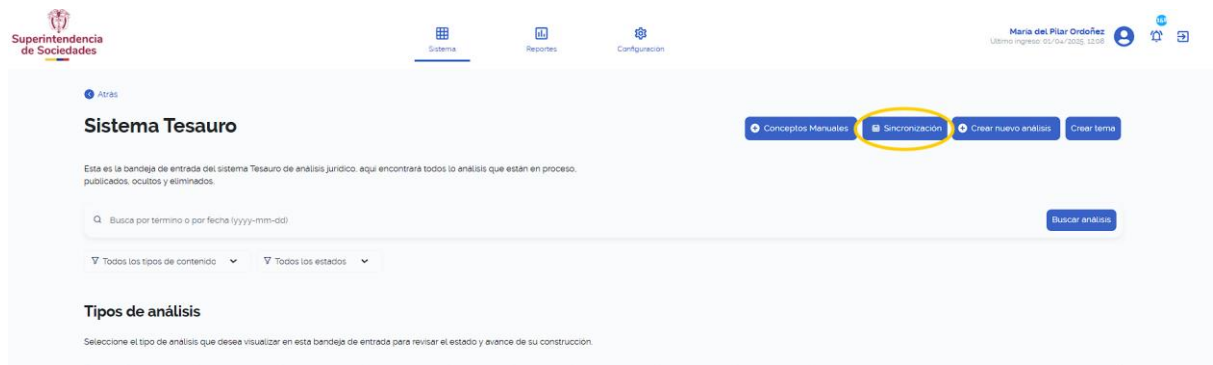 Superintendencia
de Sociedades
Sistema
Reportes
Configuración
María del Pilar Ordoñez
Último ingreso: 01/04/2025, 12:08
Atrás
Sistema Tesauro
Conceptos Manuales
Sincronización
Crear nuevo análisis
Crear tema
Esta es la bandeja de entrada del sistema Tesauro de análisis jurídico, aquí encontrará todos lo análisis que están en proceso,
publicados, ocultos y eliminados.
Busca por término o por fecha (yyyy-mm-dd)
Buscar análisis
Todos los tipos de contenido
Todos los estados
Tipos de análisis
Seleccione el tipo de análisis que desea visualizar en esta bandeja de entrada para revisar el estado y avance de su construcción.